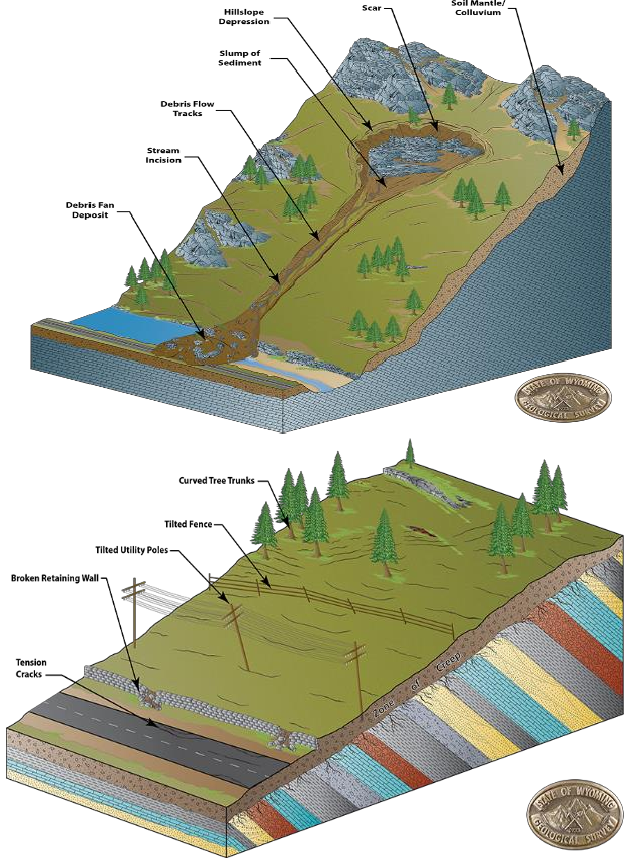 Hillslope
Depression
Scar
Soil Mantle/
Colluvium
Slump of
Sediment
Debris Flow
Tracks
Stream
Incision
Debris Fan
Deposit
STATE OF WYOMING
GEOLOGICAL SURVEY
Curved Tree Trunks
Tilted Fence
Tilted Utility Poles
Broken Retaining Wall
Tension
Cracks
Zone of Creep
STATE OF WYOMING
GEOLOGICAL SURVEY